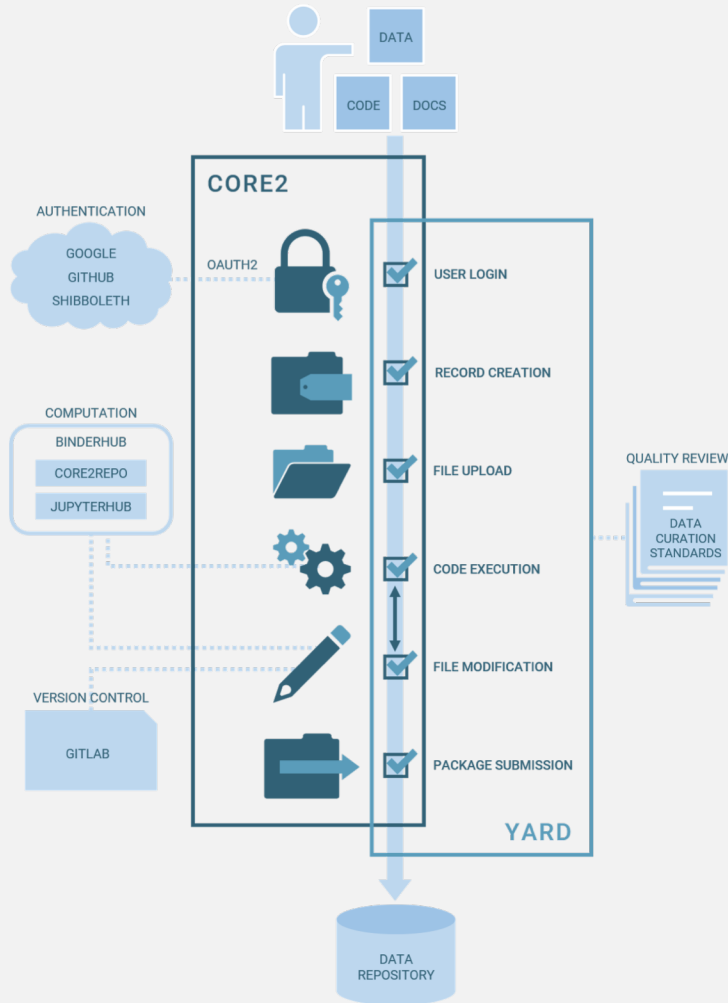 DATA
CODE
DOCS
CORE2
AUTHENTICATION
GOOGLE
GITHUB
SHIBBOLETH
OAUTH2
USER LOGIN
RECORD CREATION
COMPUTATION
BINDERHUB
CORE2REPO
JUPYTERHUB
FILE UPLOAD
QUALITY REVIEW
DATA
CURATION
STANDARDS
CODE EXECUTION
FILE MODIFICATION
VERSION CONTROL
GITLAB
PACKAGE SUBMISSION
YARD
DATA
REPOSITORY